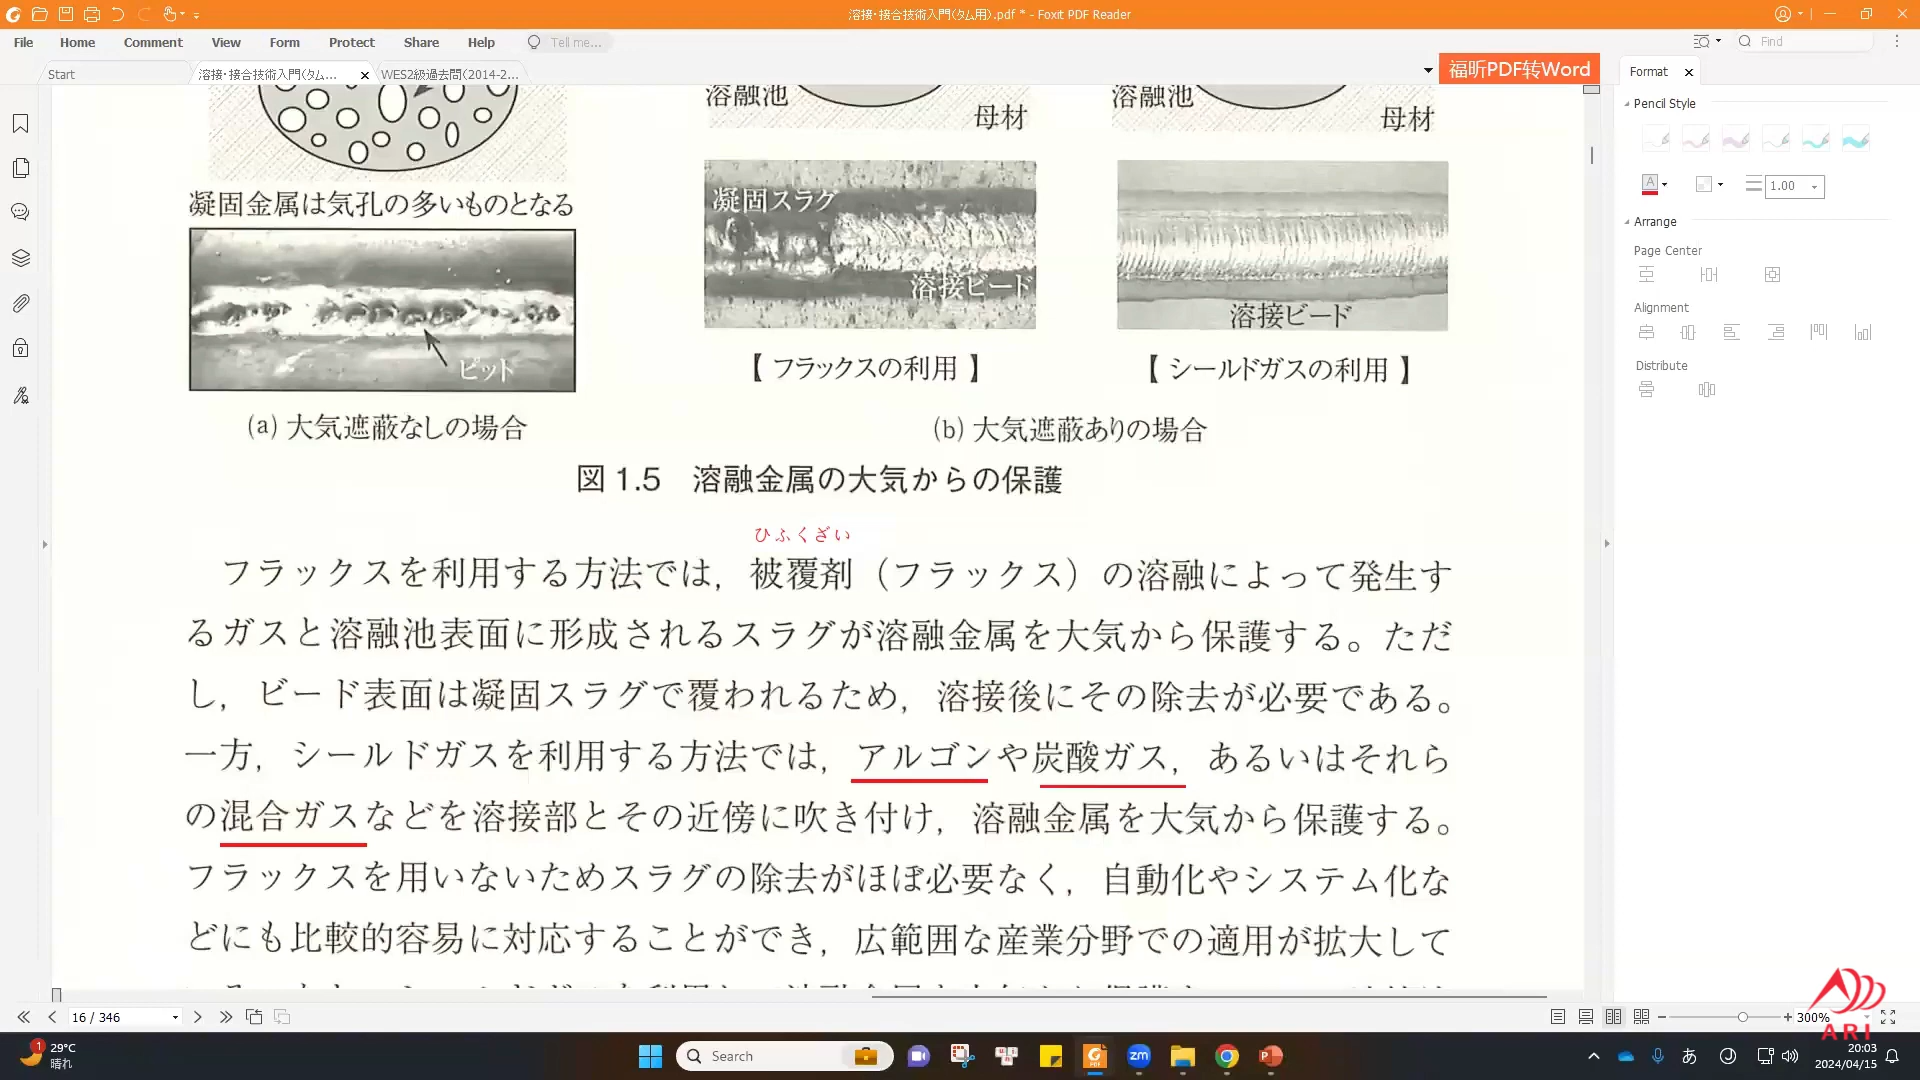 溶接・接合技術入門(タム用).pdf * - Foxit PDF Reader
File Home Comment View Form Protect Share Help Tell me... Find
Start 溶接・接合技術入門(タム... WES2級過去問(2014-2... 福昕PDF转Word
Format
Pencil Style
1.00
Arrange
Page Center
Alignment
Distribute
溶融池
母材
溶融池
母材
凝固金属は気孔の多いものとなる
ピット
凝固スラグ
溶接ビード
溶接ビード
【 フラックスの利用 】
【 シールドガスの利用 】
(a) 大気遮蔽なしの場合
(b) 大気遮蔽ありの場合
図 1.5 溶融金属の大気からの保護
ひふくざい
フラックスを利用する方法では，被覆剤（フラックス）の溶融によって発生す
るガスと溶融池表面に形成されるスラグが溶融金属を大気から保護する。ただ
し，ビード表面は凝固スラグで覆われるため，溶接後にその除去が必要である。
一方，シールドガスを利用する方法では，アルゴンや炭酸ガス，あるいはそれら
の混合ガスなどを溶接部とその近傍に吹き付け，溶融金属を大気から保護する。
フラックスを用いないためスラグの除去がほぼ必要なく，自動化やシステム化な
どにも比較的容易に対応することができ，広範囲な産業分野での適用が拡大して
16 / 346
300%
ARI
1
29°C
晴れ
Search
あ
20:03
2024/04/15